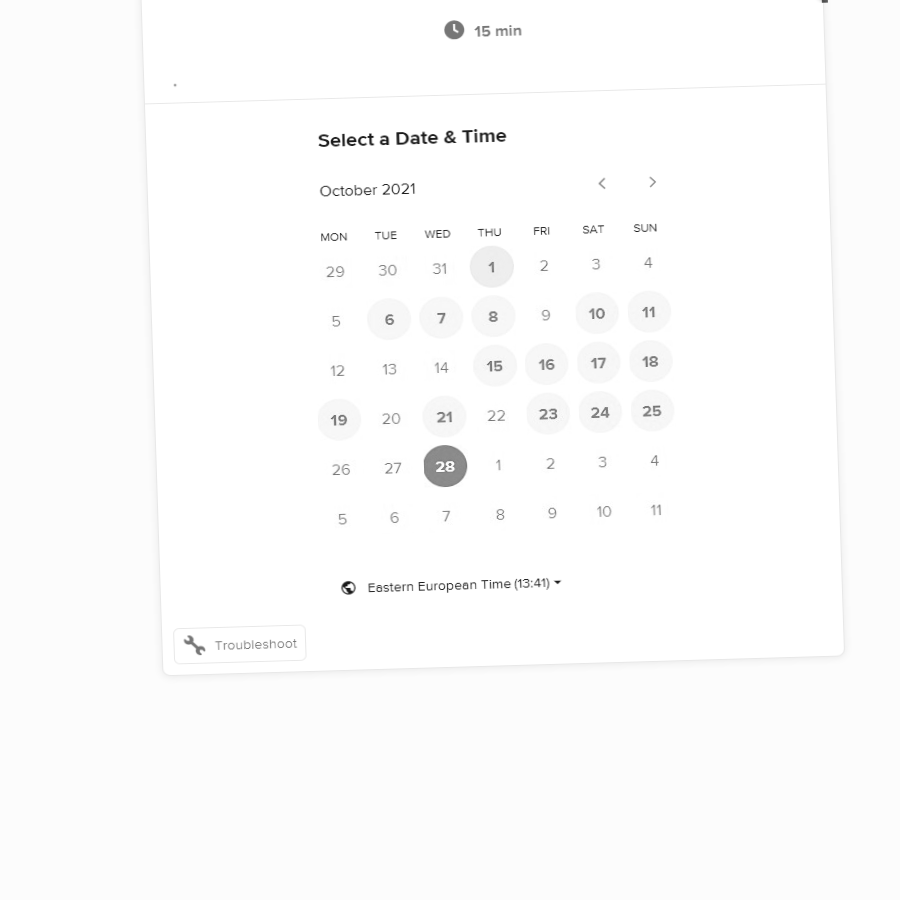 15 min
.
Select a Date & Time
October 2021
MON TUE WED THU FRI SAT SUN
29 30 31 1 2 3 4
5 6 7 8 9 10 11
12 13 14 15 16 17 18
19 20 21 22 23 24 25
26 27 28 1 2 3 4
5 6 7 8 9 10 11
Eastern European Time (13:41)
Troubleshoot